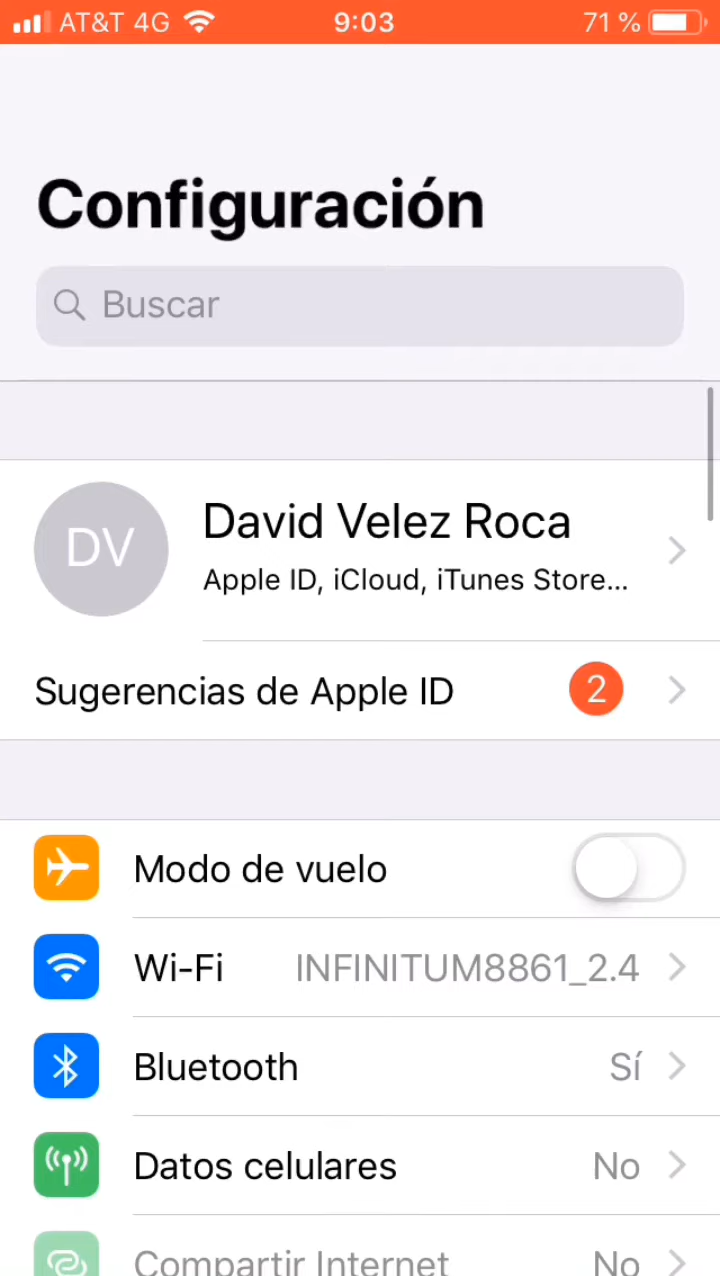 AT&T 4G 9:03 71 %
Configuración
Buscar
DV
David Velez Roca
Apple ID, iCloud, iTunes Store...
Sugerencias de Apple ID 2
Modo de vuelo
Wi-Fi INFINITUM8861_2.4
Bluetooth Sí
Datos celulares No
Compartir Internet No